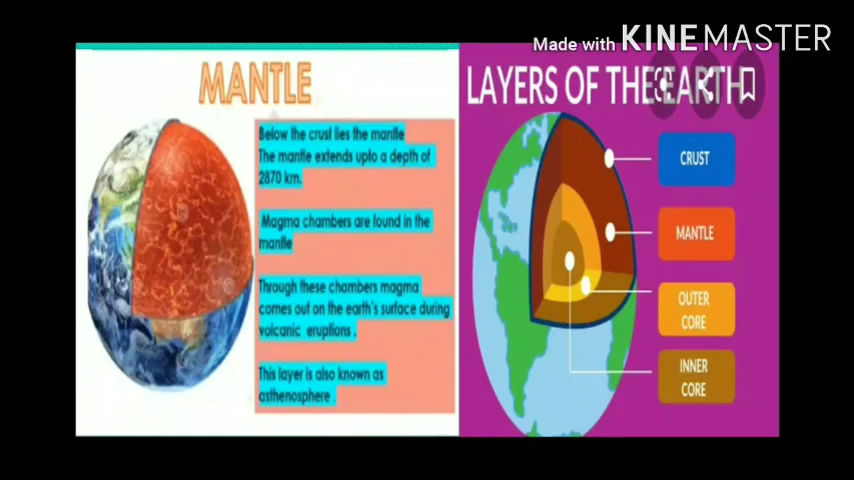 Made with KINEMASTER
MANTLE
Below the crust lies the mantle
The mantle extends upto a depth of
2870 km.
Magma chambers are found in the
mantle
Through these chambers magma
comes out on the earth's surface during
volcanic eruptions .
This layer is also known as
asthenosphere .
LAYERS OF THE EARTH
CRUST
MANTLE
OUTER
CORE
INNER
CORE